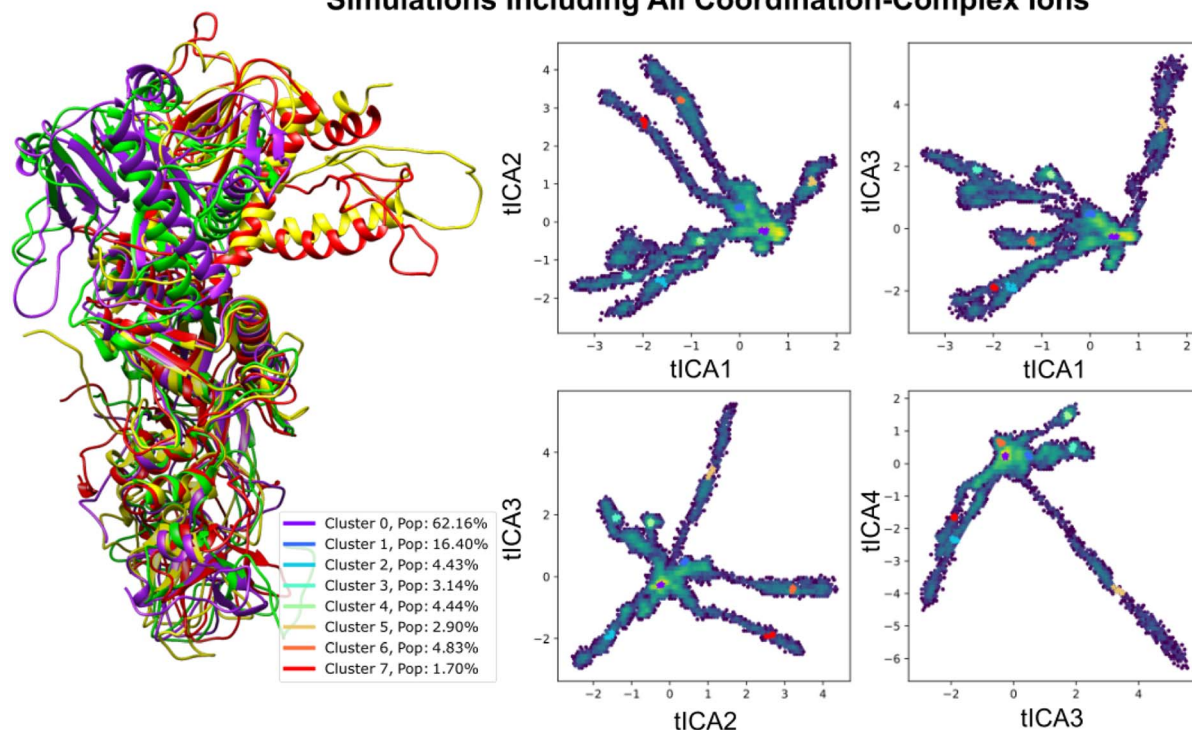 Simulations Including All Coordination-Complex Ions
tICA2
4
3
2
1
0
−1
−2
−3
−2
−1
0
1
2
tICA1
tICA3
4
2
0
−2
−3
−2
−1
0
1
2
tICA1
Cluster 0, Pop: 62.16%
Cluster 1, Pop: 16.40%
Cluster 2, Pop: 4.43%
Cluster 3, Pop: 3.14%
Cluster 4, Pop: 4.44%
Cluster 5, Pop: 2.90%
Cluster 6, Pop: 4.83%
Cluster 7, Pop: 1.70%
tICA3
4
2
0
−2
−2
−1
0
1
2
3
4
tICA2
tICA4
2
1
0
−1
−2
−3
−4
−5
−6
−2
0
2
4
tICA3